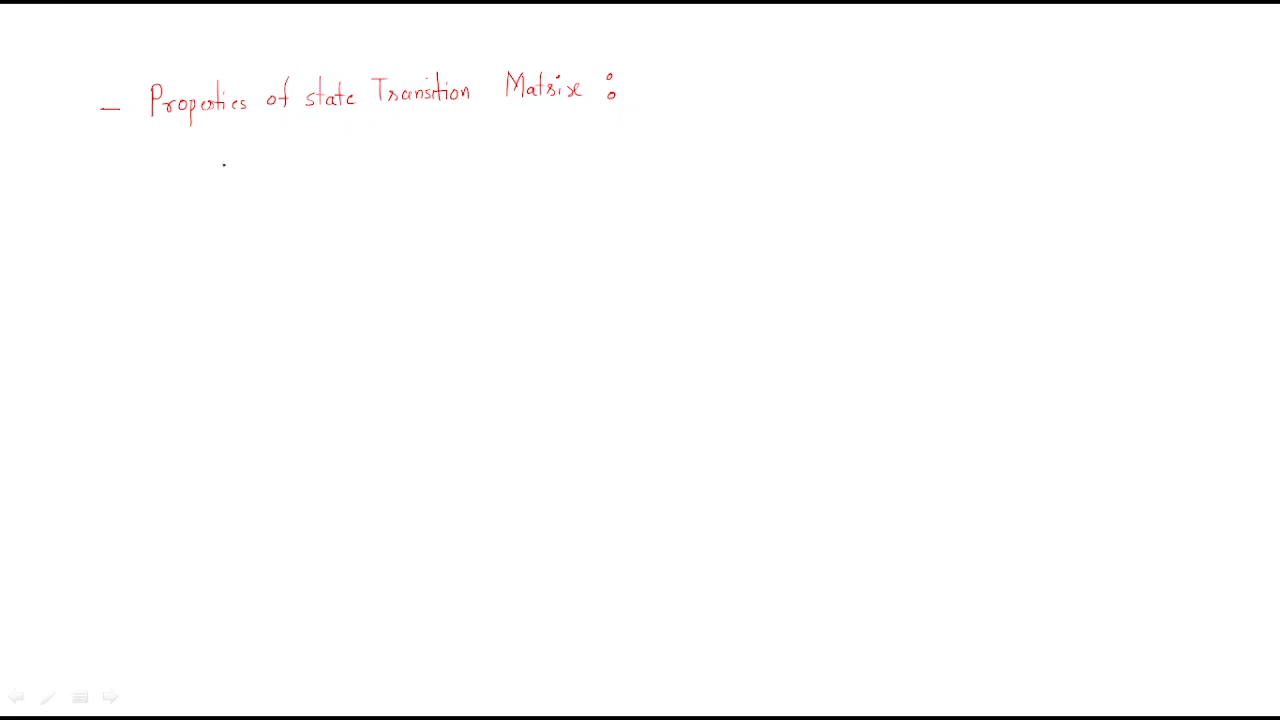 – Properties of state Transition Matrix :